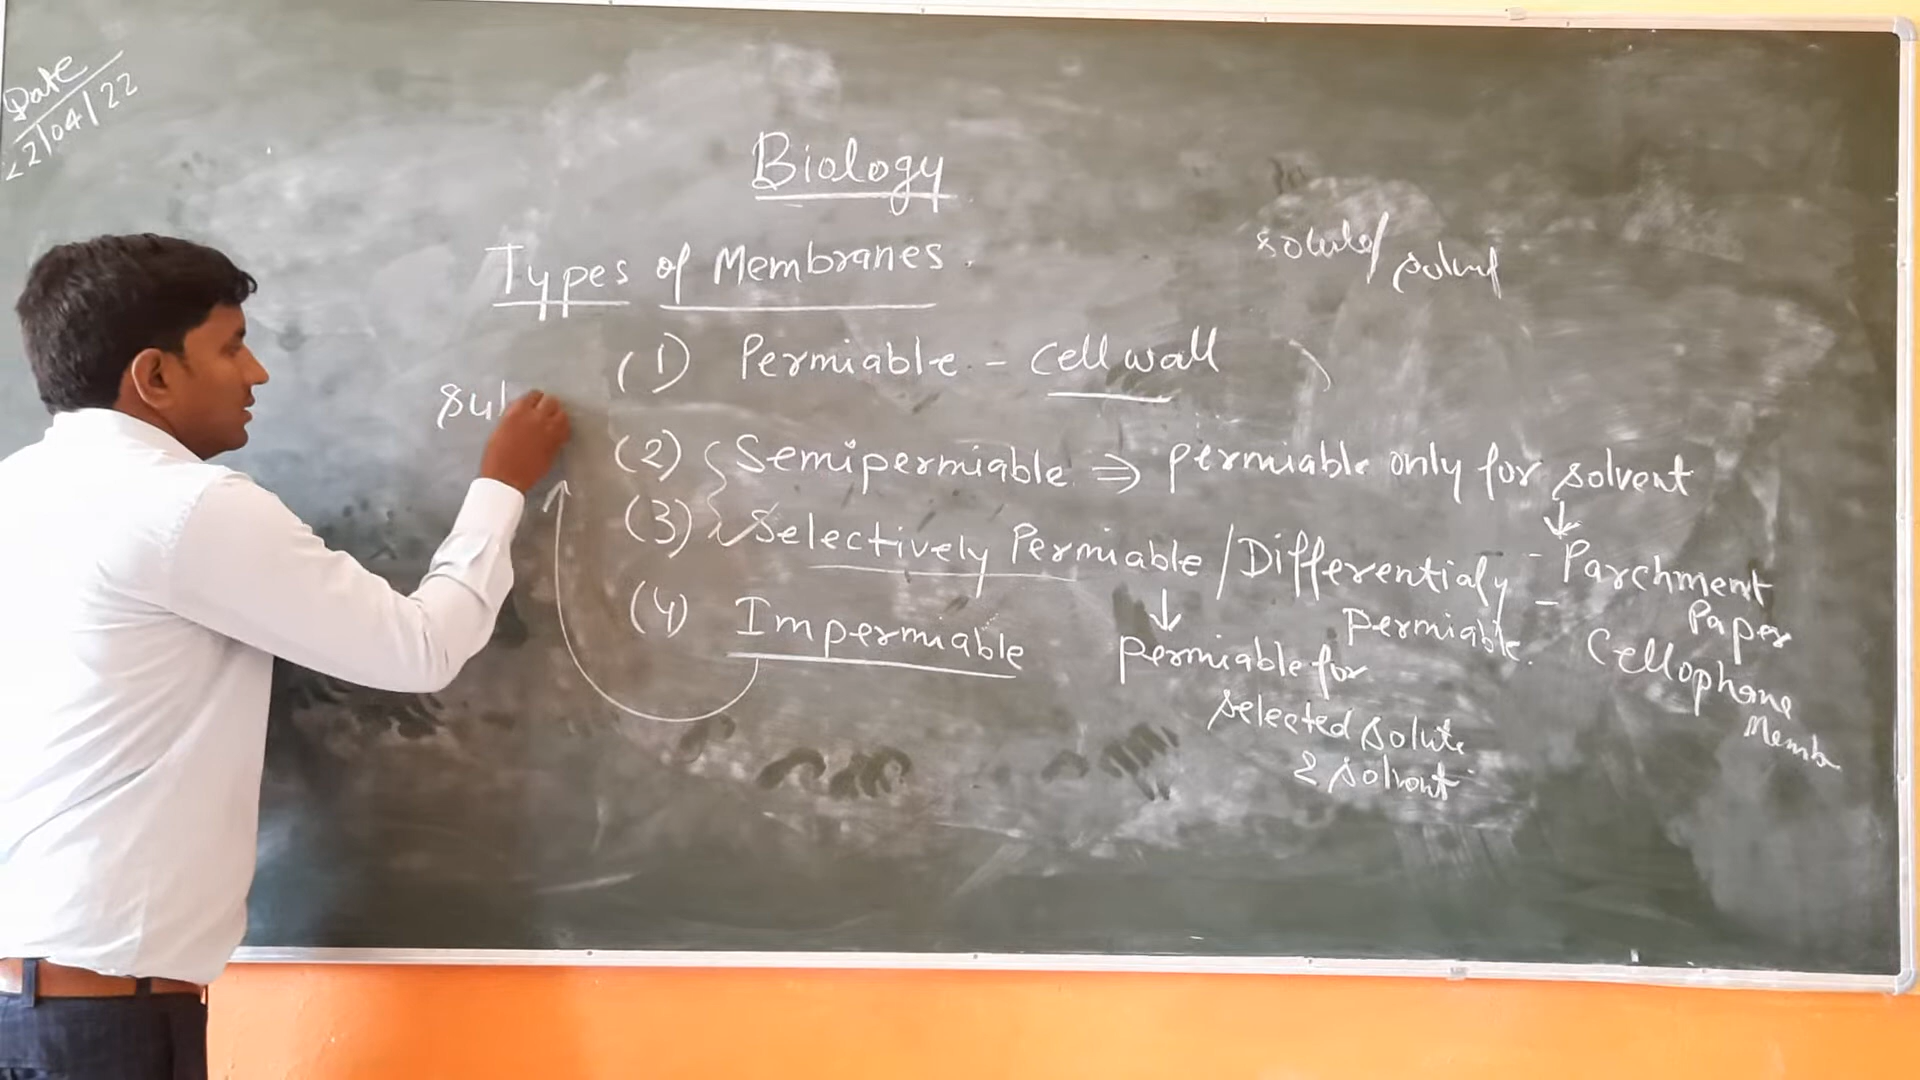 Date
22/04/22
Biology
Types of Membranes.
solute/solvent
(1) Permiable - Cell wall
sub
(2) Semipermiable ⇒ permiable only for solvent
(3) Selectively Permiable / Differentialy permiable.
↓
permiable for
selected solute
& solvent
↓
- Parchment
Paper
- Cellophane
Memb
(4) Impermiable